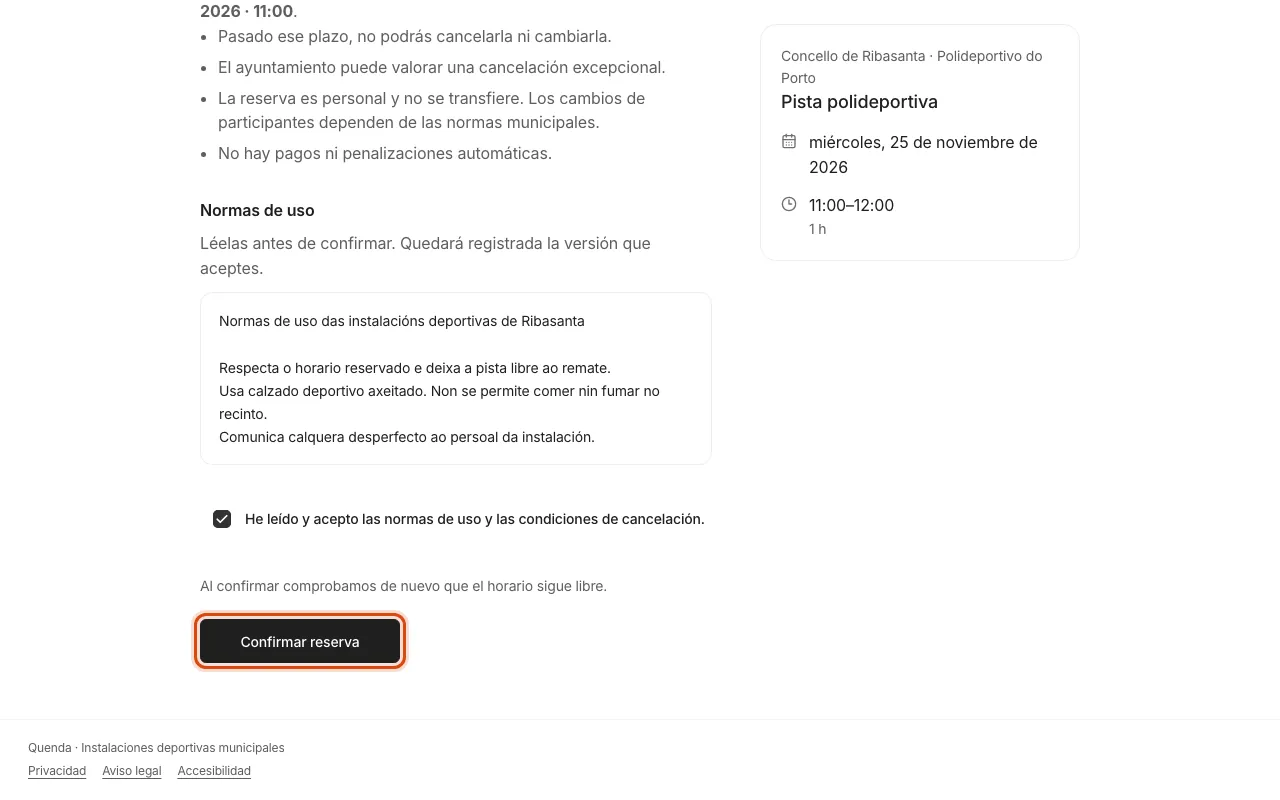 2026 · 11:00.
Pasado ese plazo, no podrás cancelarla ni cambiarla.
El ayuntamiento puede valorar una cancelación excepcional.
La reserva es personal y no se transfiere. Los cambios de
participantes dependen de las normas municipales.
No hay pagos ni penalizaciones automáticas.
Normas de uso
Léelas antes de confirmar. Quedará registrada la versión que
aceptes.
Normas de uso das instalacións deportivas de Ribasanta
Respecta o horario reservado e deixa a pista libre ao remate.
Usa calzado deportivo axeitado. Non se permite comer nin fumar no
recinto.
Comunica calquera desperfecto ao persoal da instalación.
He leído y acepto las normas de uso y las condiciones de cancelación.
Al confirmar comprobamos de nuevo que el horario sigue libre.
Confirmar reserva
Concello de Ribasanta · Polideportivo do
Porto
Pista polideportiva
miércoles, 25 de noviembre de
2026
11:00–12:00
1 h
Quenda · Instalaciones deportivas municipales
Privacidad Aviso legal Accesibilidad